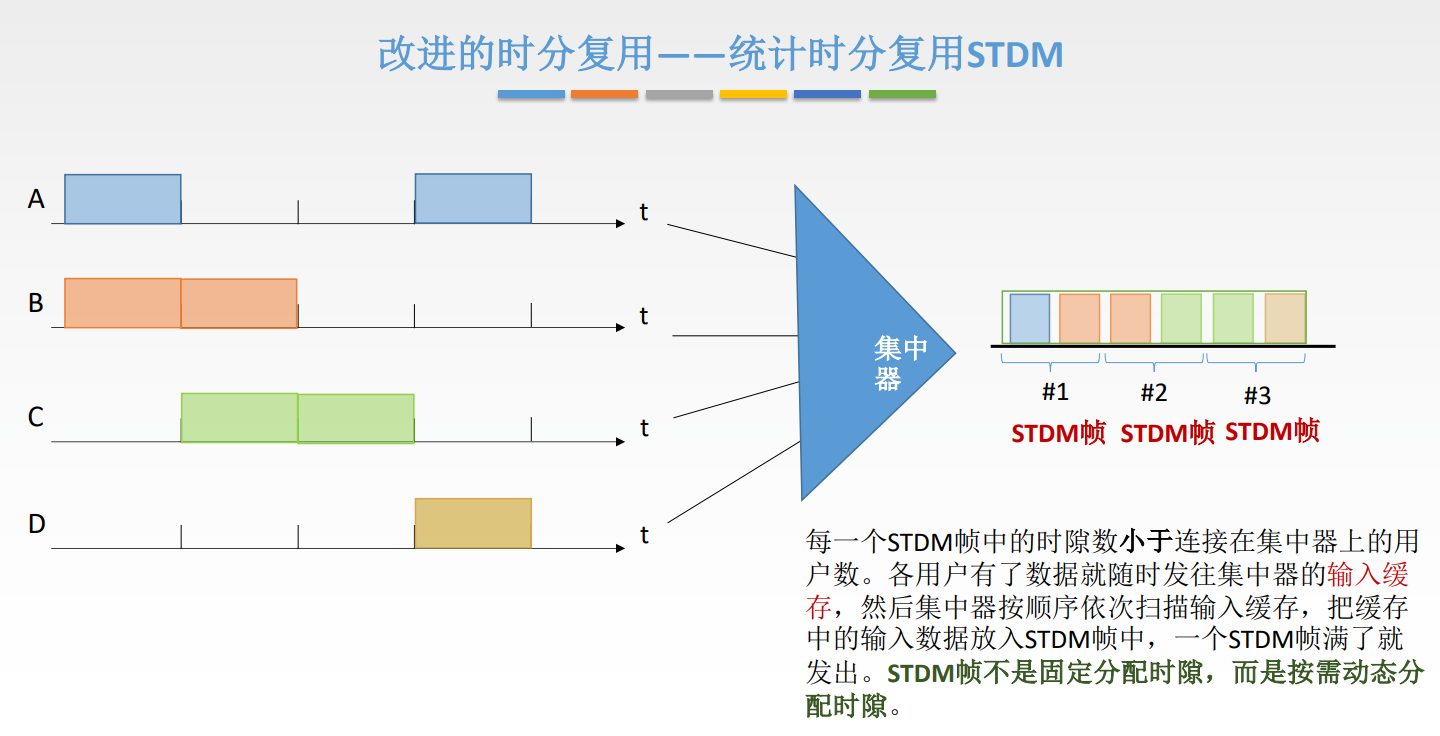 改进的时分复用——统计时分复用STDM
A
t
B
t
C
t
D
t
集中
器
#1
#2
#3
STDM帧
STDM帧
STDM帧
每一个STDM帧中的时隙数小于连接在集中器上的用
户数。各用户有了数据就随时发往集中器的输入缓
存，然后集中器按顺序依次扫描输入缓存，把缓存
中的输入数据放入STDM帧中，一个STDM帧满了就
发出。STDM帧不是固定分配时隙，而是按需动态分
配时隙。